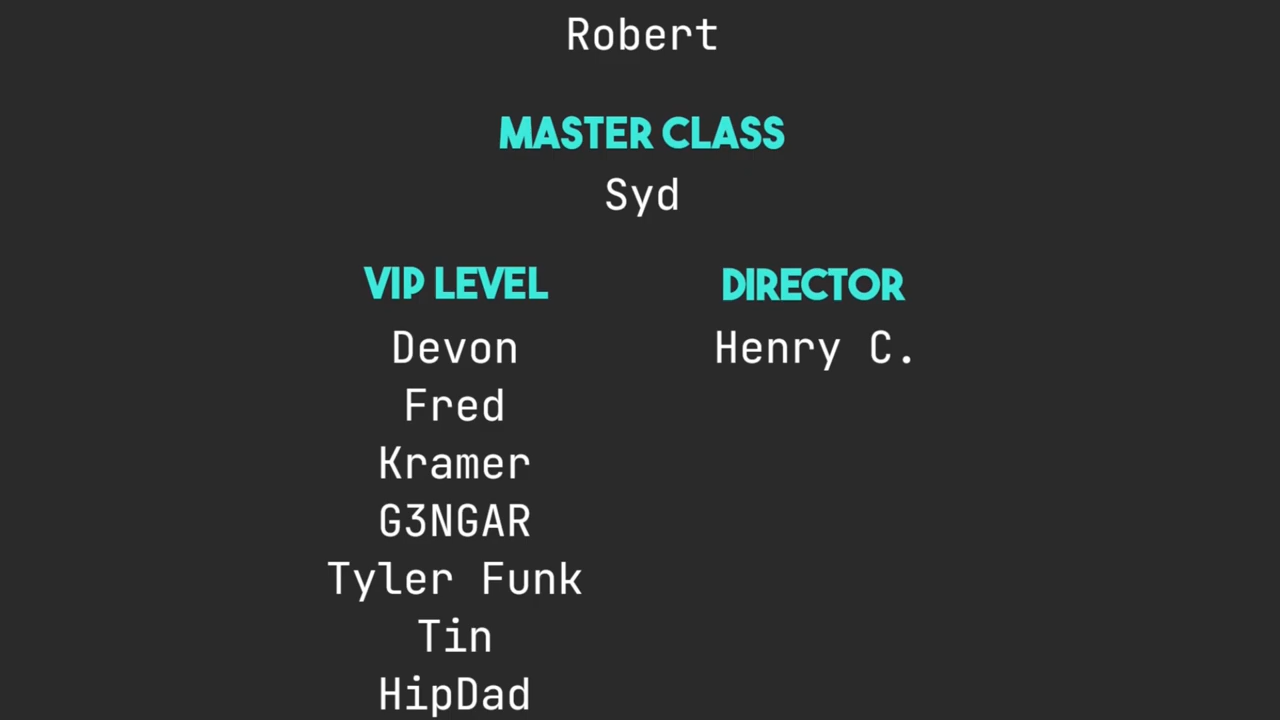 Robert
MASTER CLASS
Syd
VIP LEVEL
Devon
Fred
Kramer
G3NGAR
Tyler Funk
Tin
HipDad
DIRECTOR
Henry C.